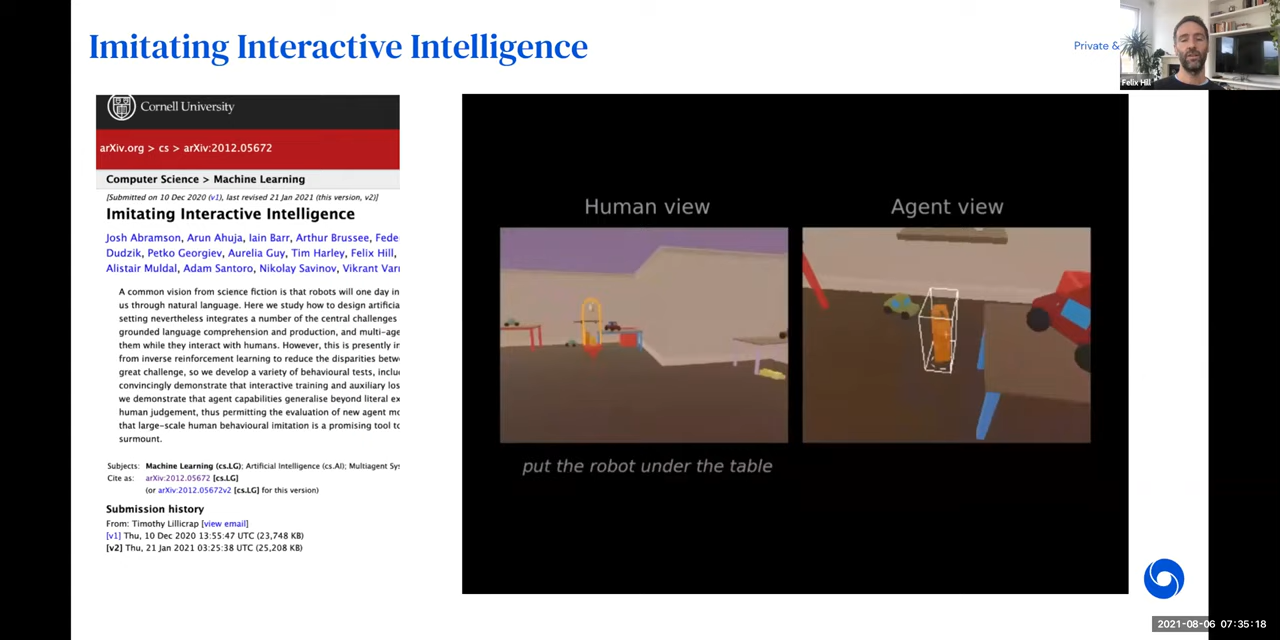 Imitating Interactive Intelligence
Private &
Felix Hill
Cornell University
arXiv.org > cs > arXiv:2012.05672
Computer Science > Machine Learning
[Submitted on 10 Dec 2020 (v1), last revised 21 Jan 2021 (this version, v2)]
Imitating Interactive Intelligence
Josh Abramson, Arun Ahuja, Iain Barr, Arthur Brussee, Fede
Dudzik, Petko Georgiev, Aurelia Guy, Tim Harley, Felix Hill,
Alistair Muldal, Adam Santoro, Nikolay Savinov, Vikrant Var
A common vision from science fiction is that robots will one day in
us through natural language. Here we study how to design artificia
setting nevertheless integrates a number of the central challenges
grounded language comprehension and production, and multi-age
them while they interact with humans. However, this is presently in
from inverse reinforcement learning to reduce the disparities betw
great challenge, so we develop a variety of behavioural tests, includ
convincingly demonstrate that interactive training and auxiliary los
we demonstrate that agent capabilities generalise beyond literal ex
human judgement, thus permitting the evaluation of new agent mo
that large-scale human behavioural imitation is a promising tool to
surmount.
Subjects: Machine Learning (cs.LG); Artificial Intelligence (cs.AI); Multiagent Sys
Cite as: arXiv:2012.05672 [cs.LG]
(or arXiv:2012.05672v2 [cs.LG] for this version)
Submission history
From: Timothy Lillicrap [view email]
[v1] Thu, 10 Dec 2020 13:55:47 UTC (23,748 KB)
[v2] Thu, 21 Jan 2021 03:25:38 UTC (25,208 KB)
Human view
Agent view
put the robot under the table
2021-08-06 07:35:18